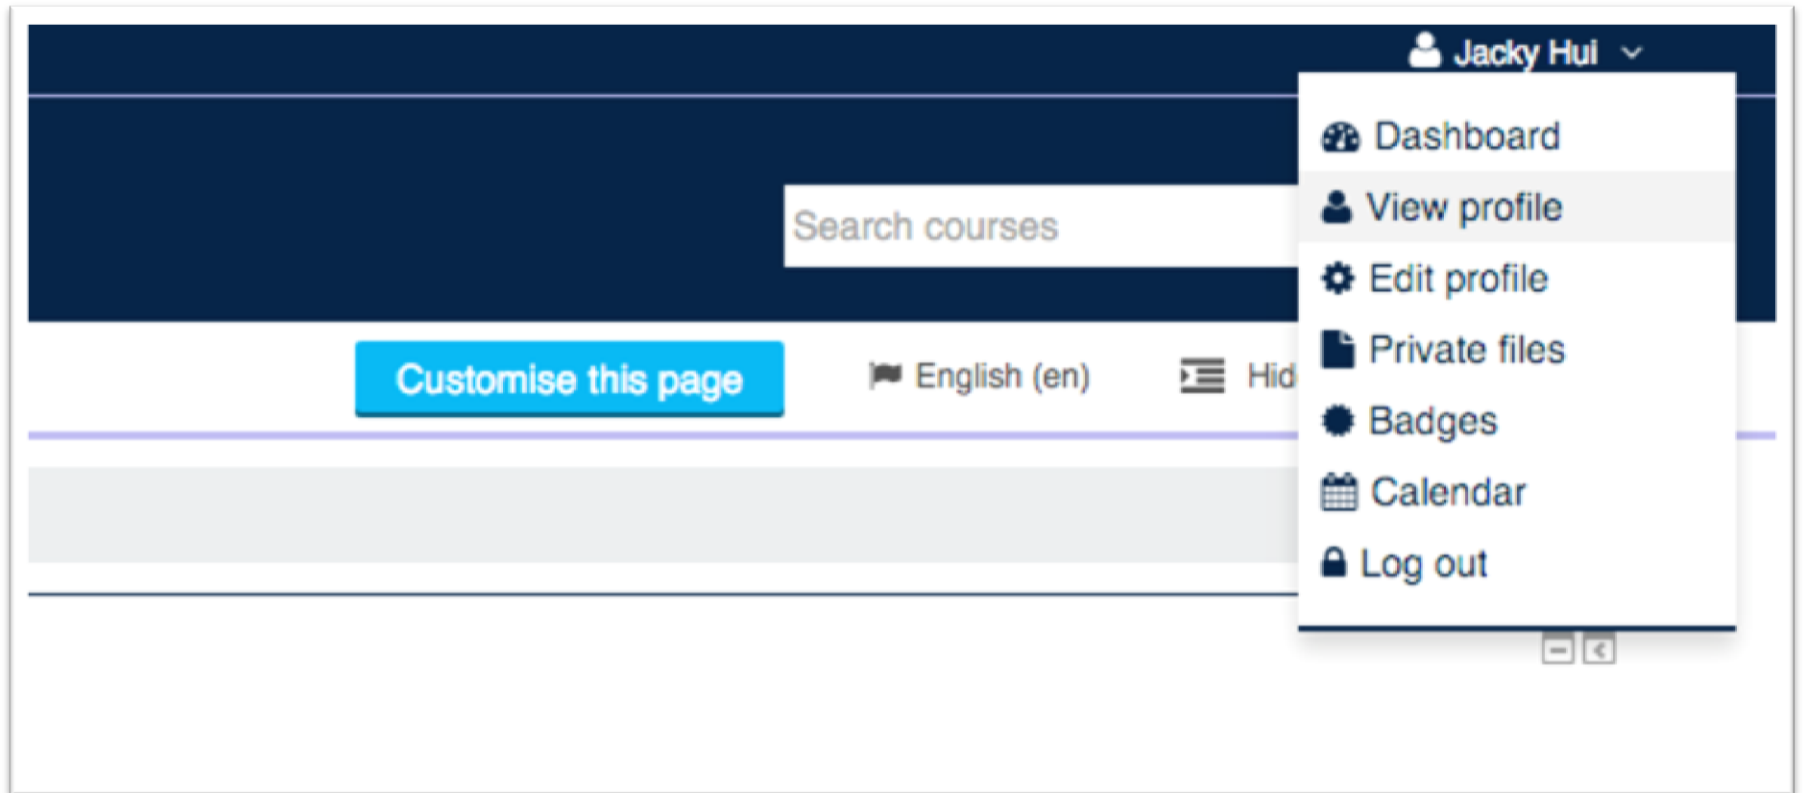 Jacky Hui
Dashboard
View profile
Search courses
Edit profile
Private files
Customise this page
English (en)
Hid
Badges
Calendar
Log out